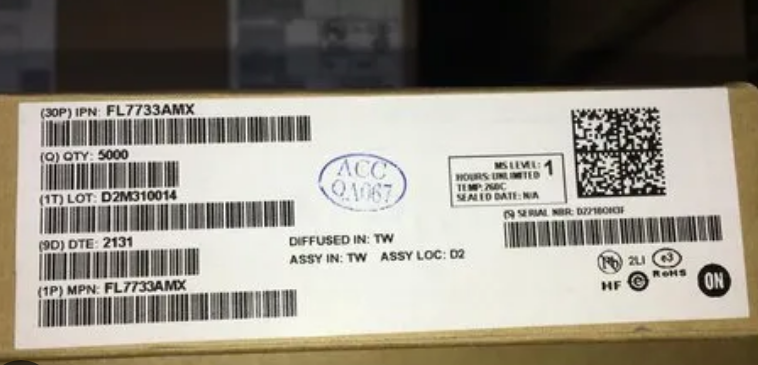 (30P) IPN: FL7733AMX
(Q) QTY: 5000
(1T) LOT: D2M310014
(9D) DTE: 2131
(1P) MPN: FL7733AMX
ACC
QA067
DIFFUSED IN: TW
ASSY IN: TW ASSY LOC: D2
MS LEVEL: 1
HOURS: UNLIMITED
TEMP: 260C
SEALED DATE: N/A
(S) SERIAL NBR:
Pb 2LI e3
HF RoHS
ON